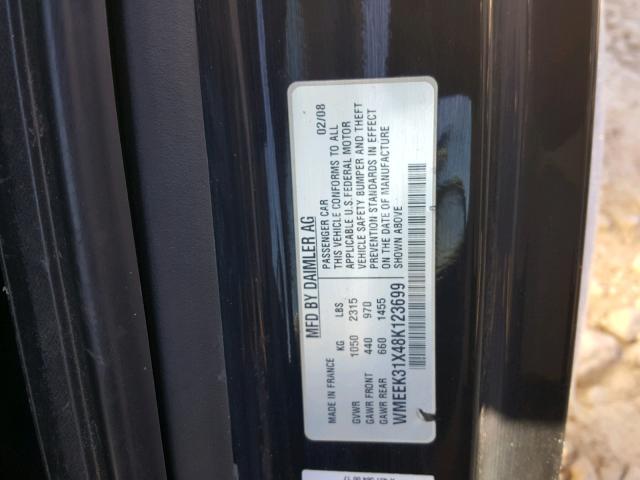 MFD BY DAIMLER AG
MADE IN FRANCE
KG LBS
GVWR 1050 2315
GAWR FRONT 440 970
GAWR REAR 660 1455
WMEEK31X48K123699
PASSENGER CAR 02/08
THIS VEHICLE CONFORMS TO ALL
APPLICABLE U.S.FEDERAL MOTOR
VEHICLE SAFETY BUMPER AND THEFT
PREVENTION STANDARDS IN EFFECT
ON THE DATE OF MANUFACTURE
SHOWN ABOVE